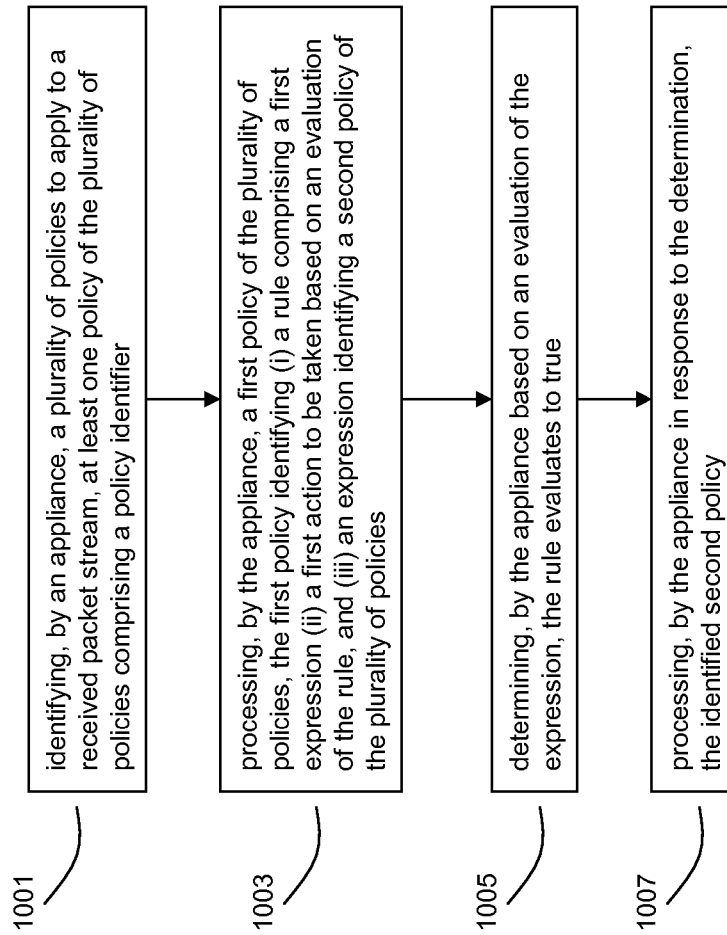 1001
identifying, by an appliance, a plurality of policies to apply to a
received packet stream, at least one policy of the plurality of
policies comprising a policy identifier
1003
processing, by the appliance, a first policy of the plurality of
policies, the first policy identifying (i) a rule comprising a first
expression (ii) a first action to be taken based on an evaluation
of the rule, and (iii) an expression identifying a second policy of
the plurality of policies
1005
determining, by the appliance based on an evaluation of the
expression, the rule evaluates to true
1007
processing, by the appliance in response to the determination,
the identified second policy